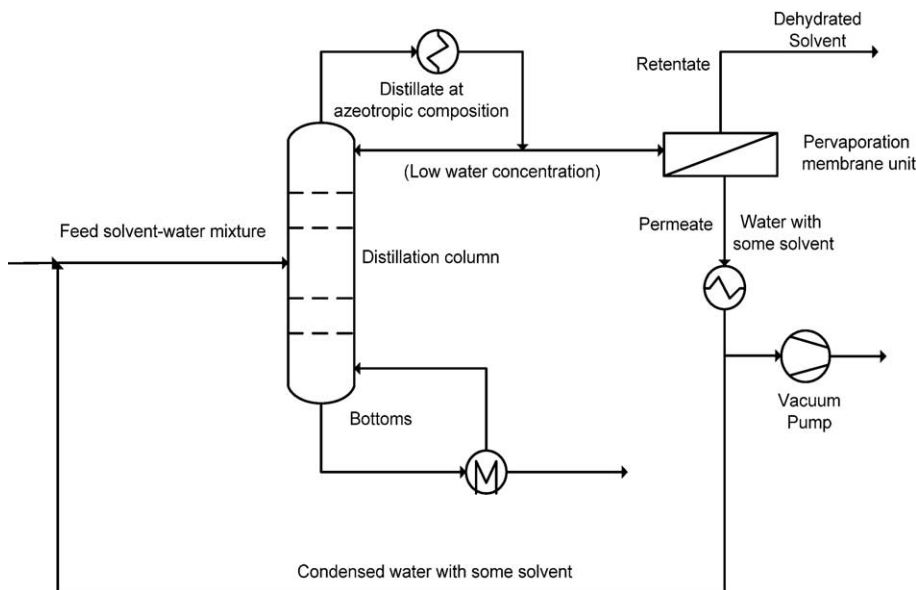 Dehydrated
Solvent
Retentate
Distillate at
azeotropic composition
Pervaporation
membrane unit
(Low water concentration)
Permeate
Water with
some solvent
Feed solvent-water mixture
Distillation column
Vacuum
Pump
Bottoms
M
Condensed water with some solvent